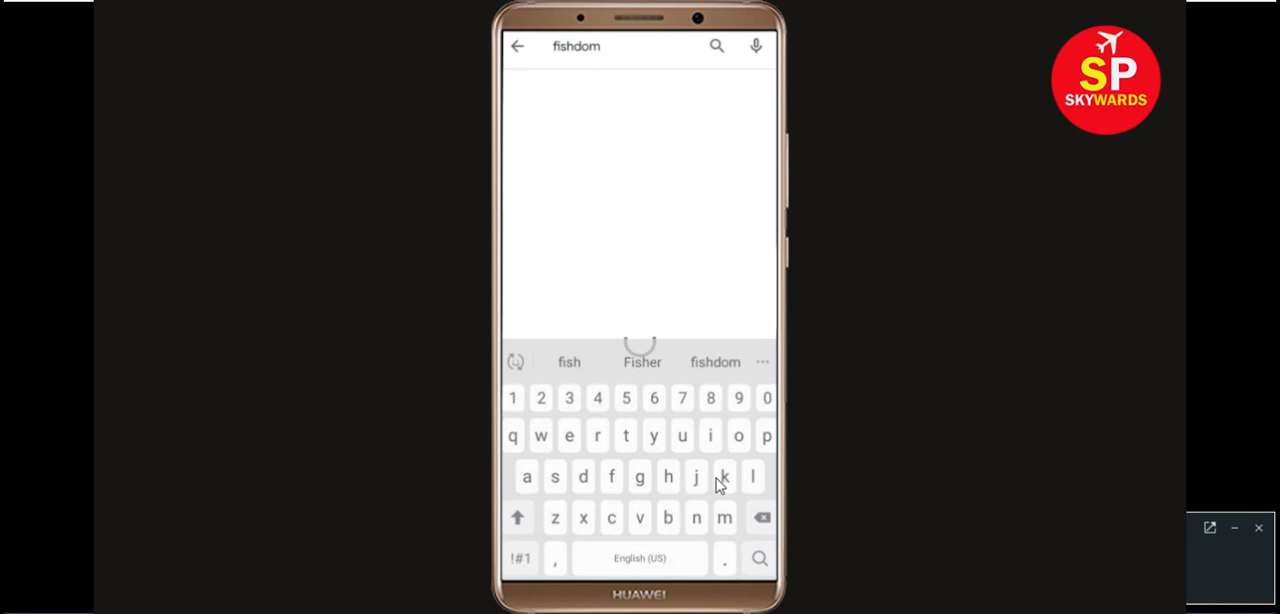 fishdom
SP
SKYWARDS
fish Fisher fishdom ...
1 2 3 4 5 6 7 8 9 0
q w e r t y u i o p
a s d f g h j k l
z x c v b n m
!#1 , English (US) .
HUAWEI